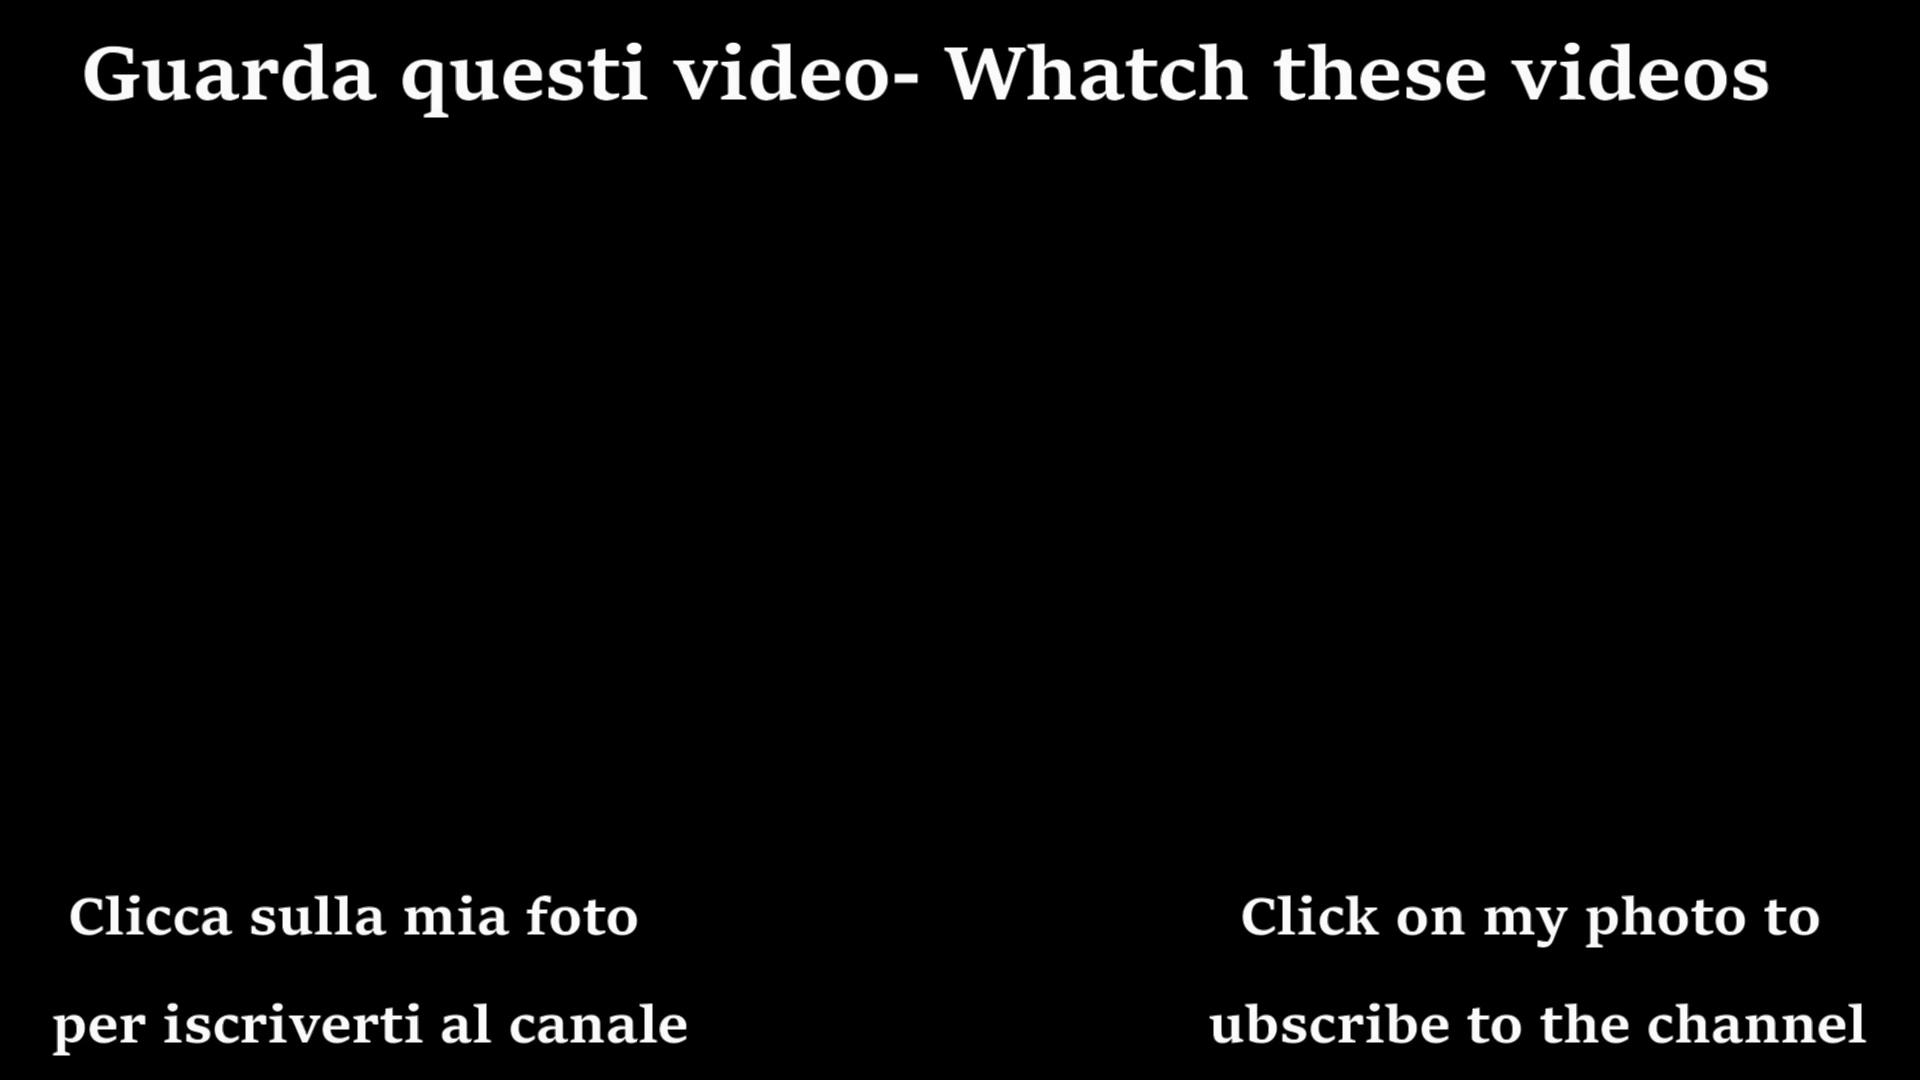 Guarda questi video- Whatch these videos
Clicca sulla mia foto
per iscriverti al canale
Click on my photo to
ubscribe to the channel